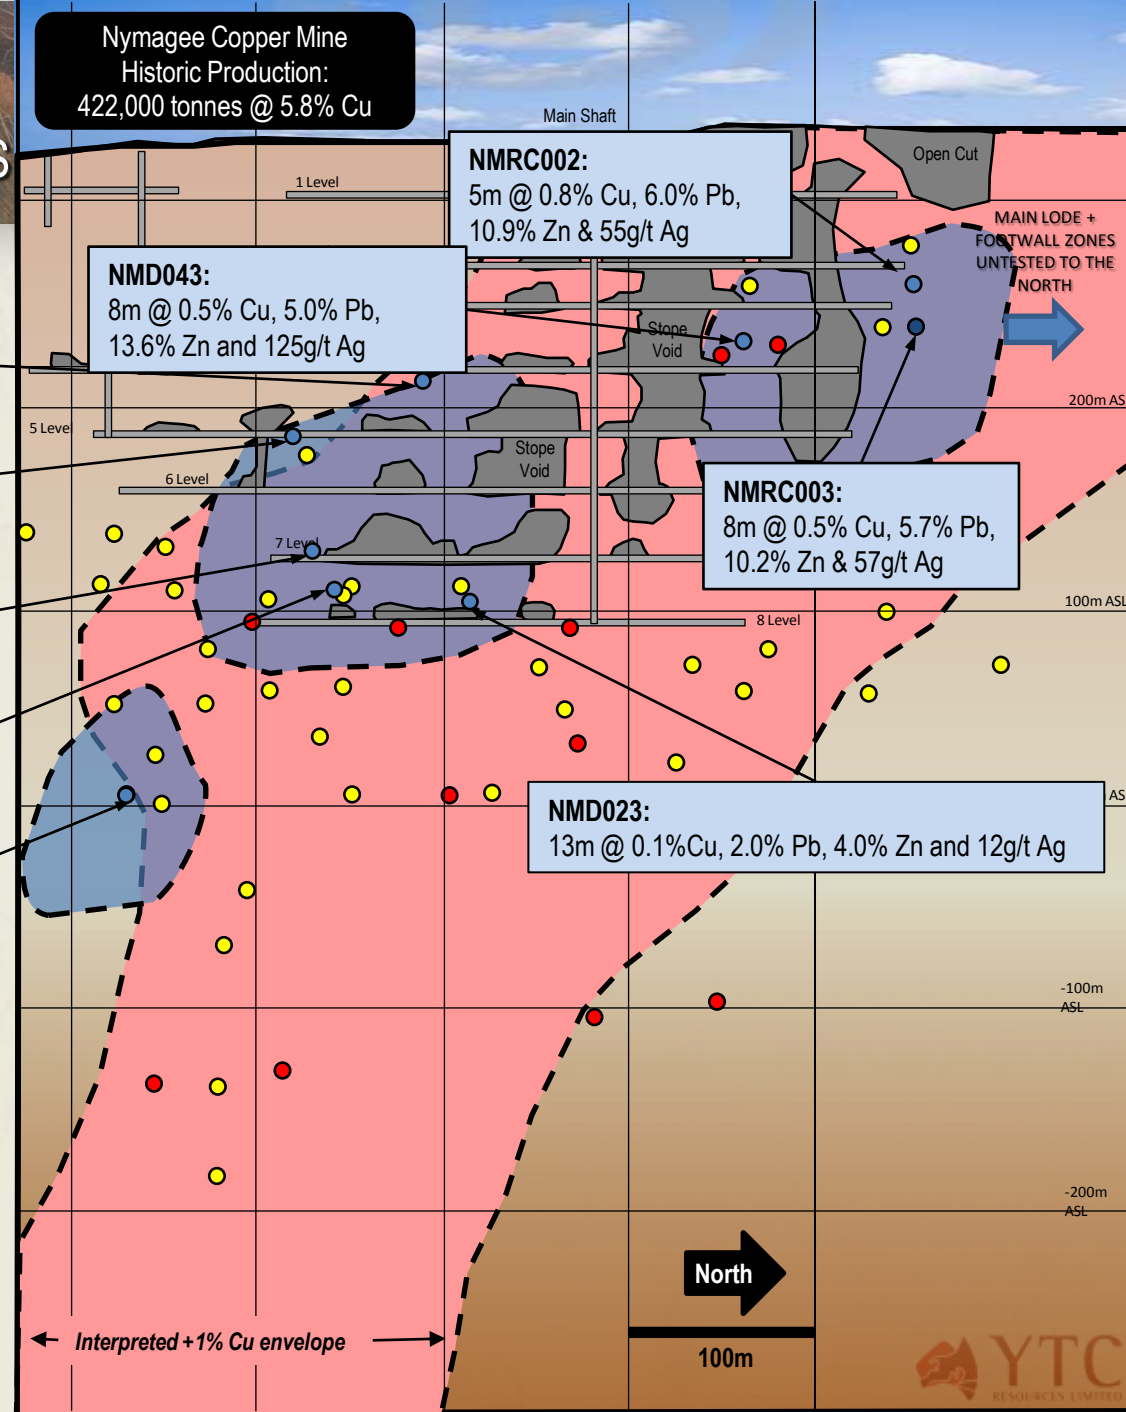 Nymagee Copper Mine
Historic Production:
422,000 tonnes @ 5.8% Cu
S
Main Shaft
Open Cut
1 Level
NMRC002:
5m @ 0.8% Cu, 6.0% Pb,
10.9% Zn & 55g/t Ag
MAIN LODE +
FOOTWALL ZONES
UNTESTED TO THE
NORTH
NMD043:
8m @ 0.5% Cu, 5.0% Pb,
13.6% Zn and 125g/t Ag
Stope
Void
200m AS
5 Level
Stope
Void
6 Level
NMRC003:
8m @ 0.5% Cu, 5.7% Pb,
10.2% Zn & 57g/t Ag
7 Level
100m ASL
8 Level
AS
NMD023:
13m @ 0.1%Cu, 2.0% Pb, 4.0% Zn and 12g/t Ag
-100m
ASL
-200m
ASL
North
Interpreted +1% Cu envelope
100m
YTC
RESOURCES LIMITED